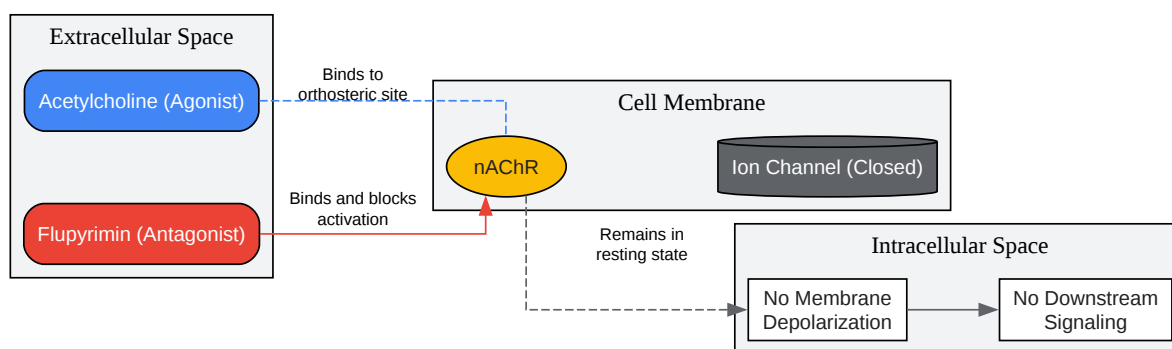 Extracellular Space
Acetylcholine (Agonist)
Binds to
orthosteric site
Cell Membrane
nAChR
Ion Channel (Closed)
Binds and blocks
activation
Flupyrimin (Antagonist)
Remains in
resting state
Intracellular Space
No Membrane
Depolarization
No Downstream
Signaling